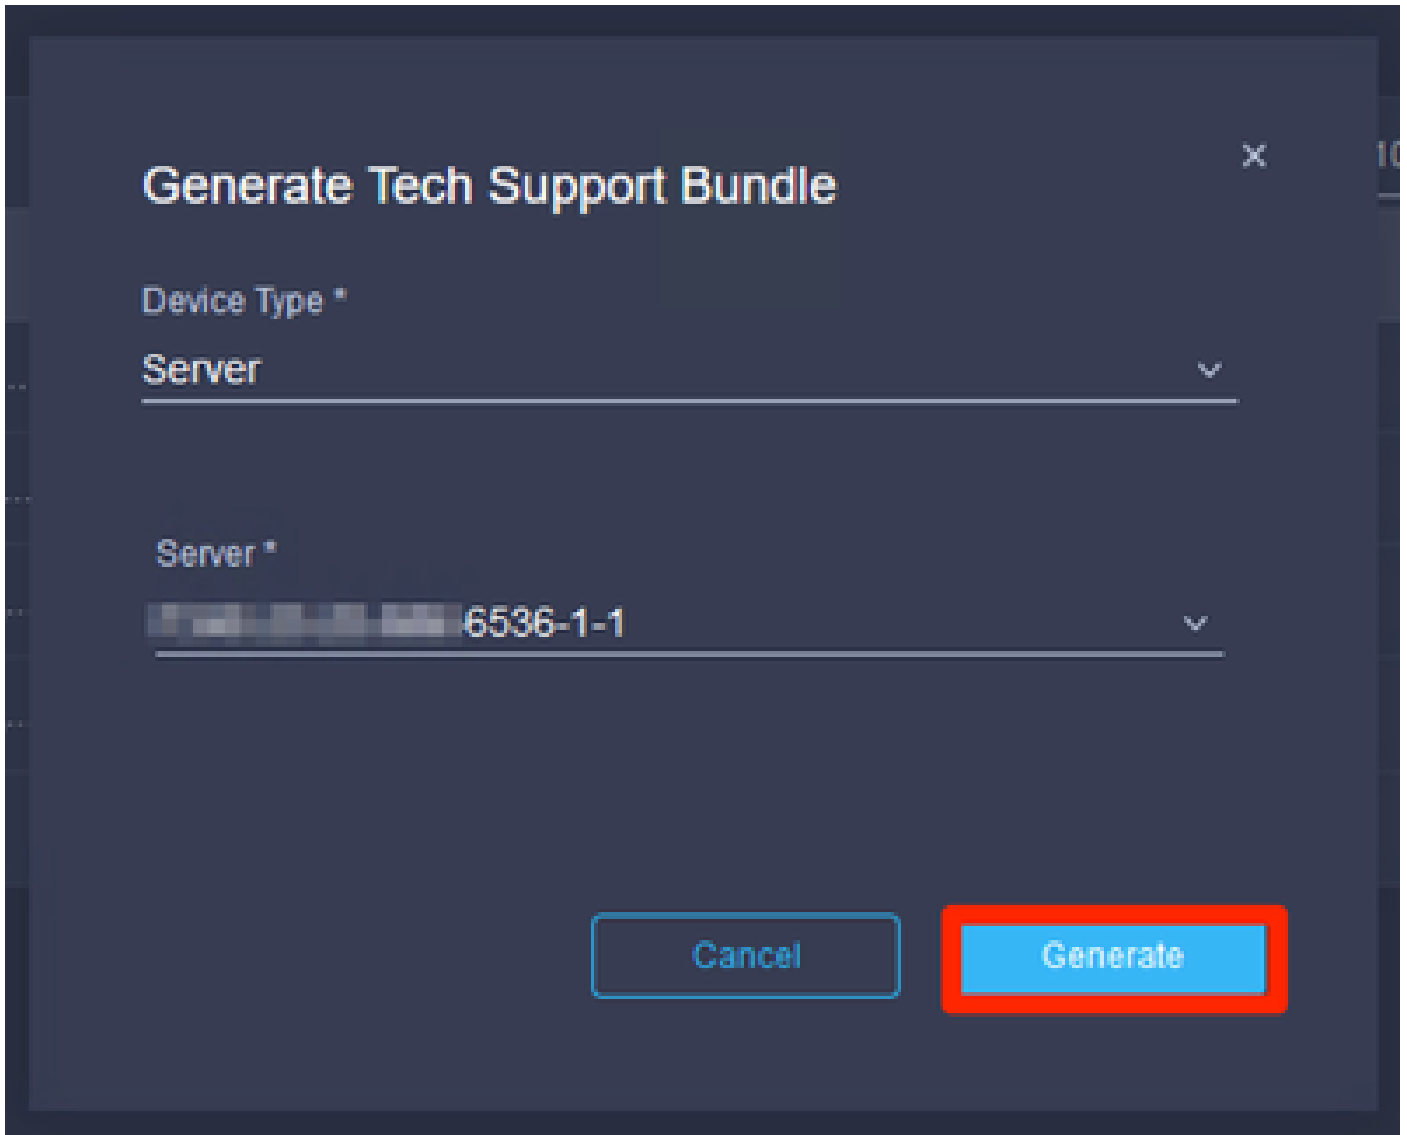 Generate Tech Support Bundle
Device Type *
Server
Server *
6536-1-1
Cancel
Generate